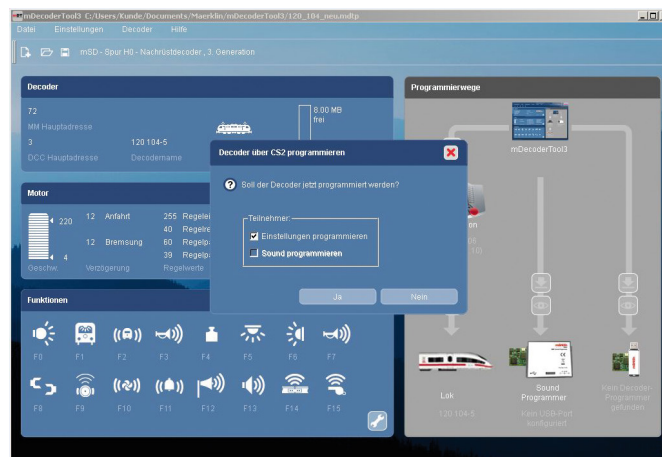 mDecoderTool3 C:/Users/Kunde/Documents/Maerklin/mDecoderTool3/120_104_neu.mdtp
Datei Einstellungen Decoder Hilfe
mSD - Spur H0 - Nachrüstdecoder , 3. Generation
Decoder
72
MM Hauptadresse
3
DCC Hauptadresse
120 104-5
Decodername
8.00 MB
frei
Motor
220
4
Geschw.
12 Anfahrt
12 Bremsung
Verzögerung
255 Regelei
40 Regelre
60 Regelpa
39 Regelpa
Regelwerte
Funktionen
F0 F1 F2 F3 F4 F5 F6 F7
F8 F9 F10 F11 F12 F13 F14 F15
Decoder über CS2 programmieren
Soll der Decoder jetzt programmiert werden?
Teilnehmer:
Einstellungen programmieren
Sound programmieren
Ja Nein
Programmierwege
mDecoderTool3
on
Lok
120 104-5
Sound
Programmer
Kein USB-Port
konfiguriert
Kein Decoder-
Programmer
gefunden